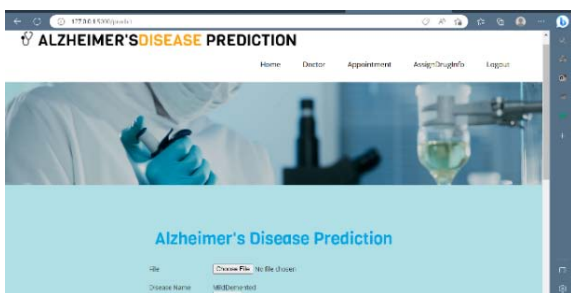 127.0.0.1:5000/predict
ALZHEIMER'SDISEASE PREDICTION
Home Doctor Appointment AssignDrugInfo Logout
Alzheimer's Disease Prediction
File Choose File No file chosen
Disease Name MildDemented